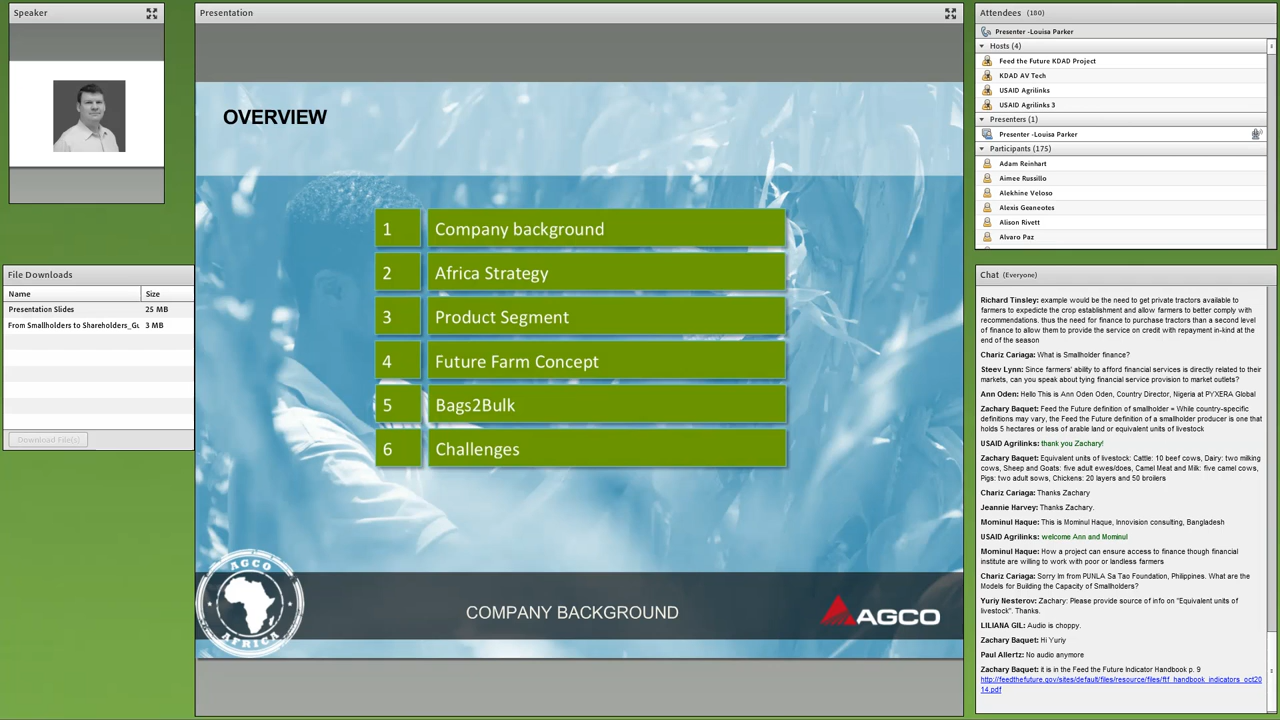 Speaker
File Downloads
Name Size
Presentation Slides 25 MB
From Smallholders to Shareholders_Gu 3 MB
Download File(s)
Presentation
OVERVIEW
1 Company background
2 Africa Strategy
3 Product Segment
4 Future Farm Concept
5 Bags2Bulk
6 Challenges
AGCO
AFRICA
COMPANY BACKGROUND
AGCO
Attendees (180)
Presenter -Louisa Parker
Hosts (4)
Feed the Future KDAD Project
KDAD AV Tech
USAID Agrilinks
USAID Agrilinks 3
Presenters (1)
Presenter -Louisa Parker
Participants (175)
Adam Reinhart
Aimee Russillo
Alekhine Veloso
Alexis Geaneotes
Alison Rivett
Alvaro Paz
Chat (Everyone)
Richard Tinsley: example would be the need to get private tractors available to
farmers to expedicte the crop establishment and allow farmers to better comply with
recommendations. thus the need for finance to purchase tractors than a second level
of finance to allow them to provide the service on credit with repayment in-kind at the
end of the season
Chariz Cariaga: What is Smallholder finance?
Steev Lynn: Since farmers' ability to afford financial services is directly related to their
markets, can you speak about tying financial service provision to market outlets?
Ann Oden: Hello This is Ann Oden Oden, Country Director, Nigeria at PYXERA Global
Zachary Baquet: Feed the Future definition of smallholder = While country-specific
definitions may vary, the Feed the Future definition of a smallholder producer is one that
holds 5 hectares or less of arable land or equivalent units of livestock
USAID Agrilinks: thank you Zachary!
Zachary Baquet: Equivalent units of livestock: Cattle: 10 beef cows, Dairy: two milking
cows, Sheep and Goats: five adult ewes/does, Camel Meat and Milk: five camel cows,
Pigs: two adult sows, Chickens: 20 layers and 50 broilers
Chariz Cariaga: Thanks Zachary
Jeannie Harvey: Thanks Zachary.
Mominul Haque: This is Mominul Haque, Innovision consulting, Bangladesh
USAID Agrilinks: welcome Ann and Mominul
Mominul Haque: How a project can ensure access to finance though financial
institute are willing to work with poor or landless farmers
Chariz Cariaga: Sorry Im from PUNLA Sa Tao Foundation, Philippines. What are the
Models for Building the Capacity of Smallholders?
Yuriy Nesterov: Zachary: Please provide source of info on "Equivalent units of
livestock". Thanks.
LILIANA GIL: Audio is choppy.
Zachary Baquet: Hi Yuriy
Paul Allertz: No audio anymore
Zachary Baquet: it is in the Feed the Future Indicator Handbook p. 9
http://feedthefuture.gov/sites/default/files/resource/files/ftf_handbook_indicators_oct20
14.pdf